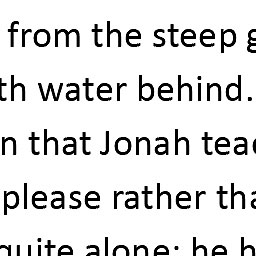 from the steep g
th water behind.
n that Jonah tea
please rather tha
quite alone; he h